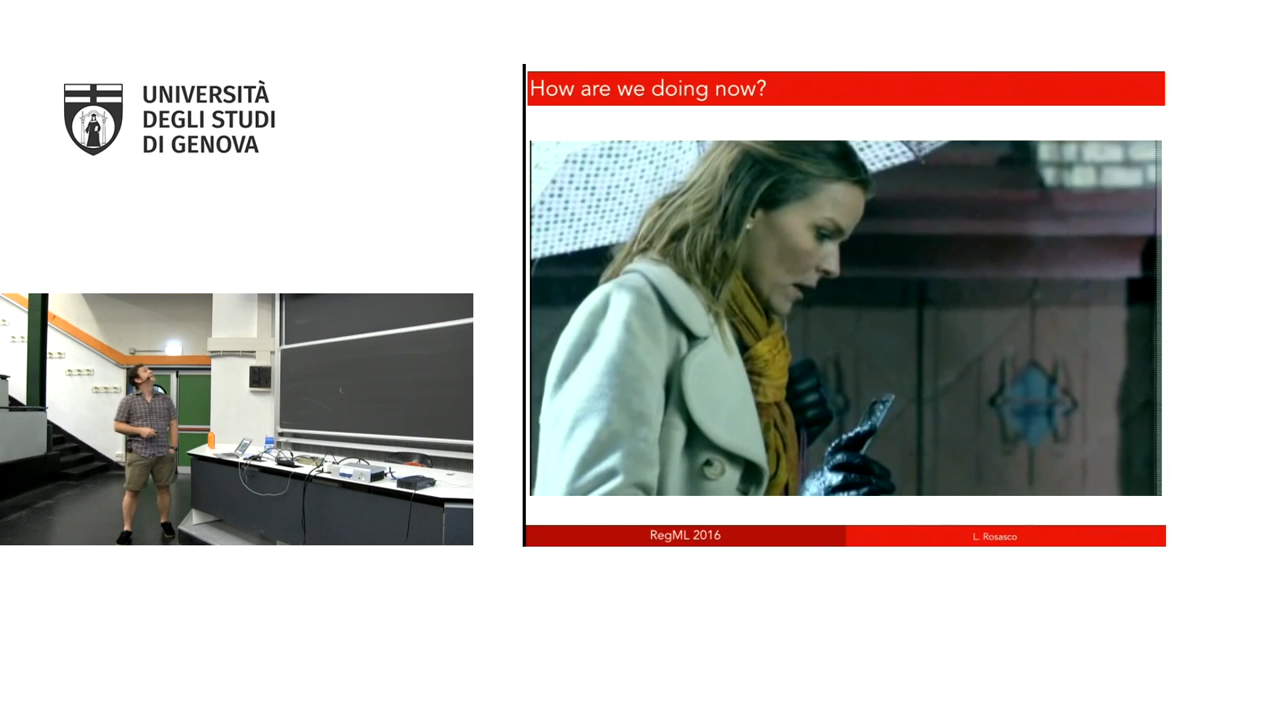 UNIVERSITÀ
DEGLI STUDI
DI GENOVA
How are we doing now?
RegML 2016
L. Rosasco